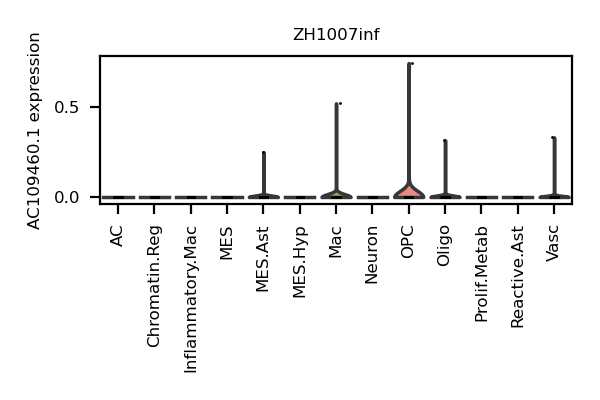 ZH1007inf
AC109460.1 expression
0.5
0.0
AC
Chromatin.Reg
Inflammatory.Mac
MES
MES.Ast
MES.Hyp
Mac
Neuron
OPC
Oligo
Prolif.Metab
Reactive.Ast
Vasc